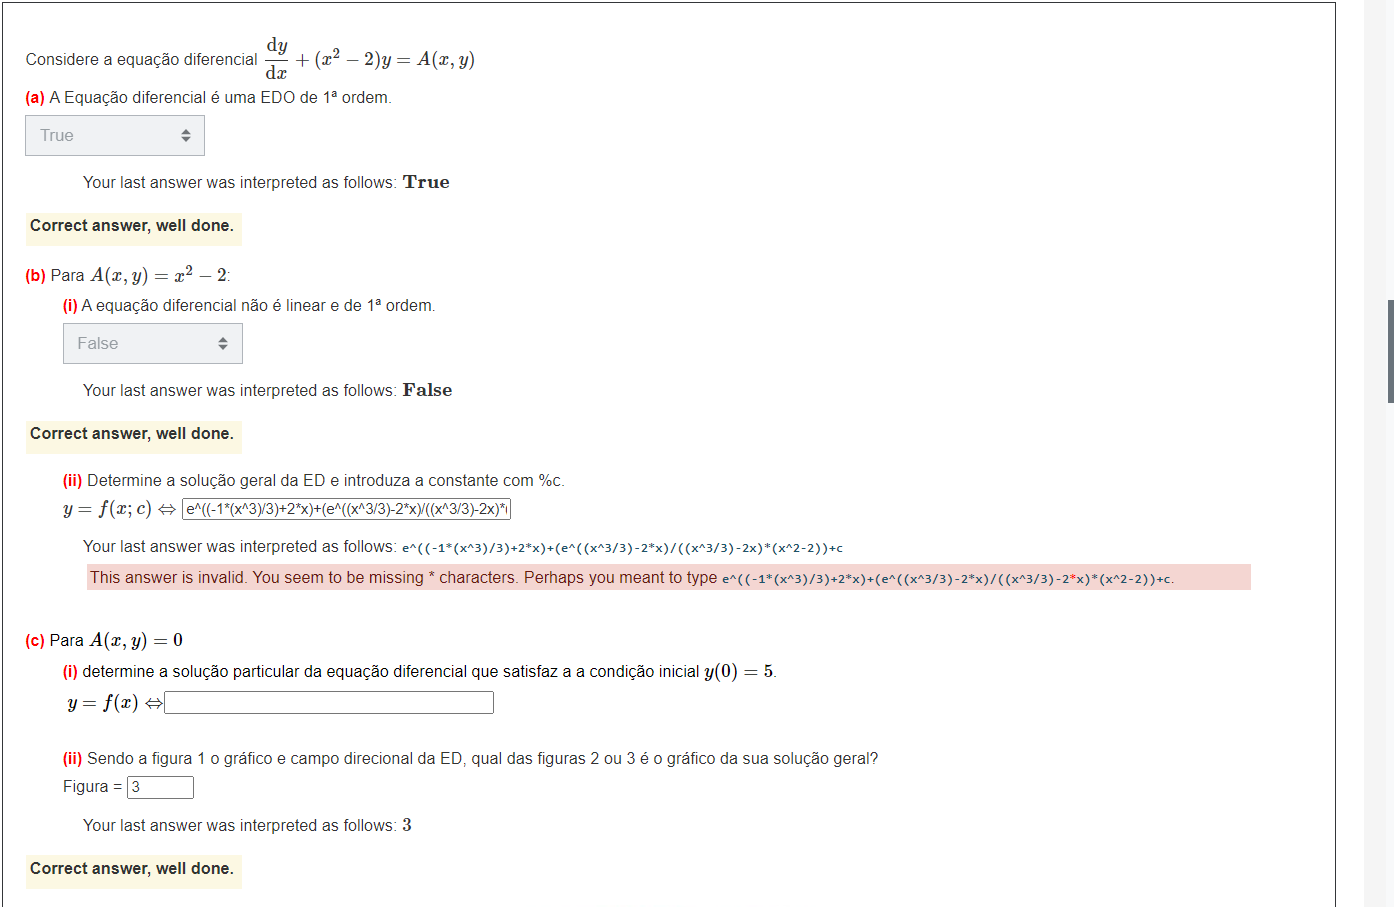 Considere a equação diferencial dy/dx + (x² − 2)y = A(x, y)
(a) A Equação diferencial é uma EDO de 1ª ordem.
True
Your last answer was interpreted as follows: True
Correct answer, well done.
(b) Para A(x, y) = x² − 2:
(i) A equação diferencial não é linear e de 1ª ordem.
False
Your last answer was interpreted as follows: False
Correct answer, well done.
(ii) Determine a solução geral da ED e introduza a constante com %c.
y = f(x; c) ⇔ e^((-1*(x^3)/3)+2*x)+(e^((x^3/3)-2*x)/((x^3/3)-2x)*(
Your last answer was interpreted as follows: e^((-1*(x^3)/3)+2*x)+(e^((x^3/3)-2*x)/((x^3/3)-2x)*(x^2-2))+c
This answer is invalid. You seem to be missing * characters. Perhaps you meant to type e^((-1*(x^3)/3)+2*x)+(e^((x^3/3)-2*x)/((x^3/3)-2*x)*(x^2-2))+c.
(c) Para A(x, y) = 0
(i) determine a solução particular da equação diferencial que satisfaz a a condição inicial y(0) = 5.
y = f(x) ⇔
(ii) Sendo a figura 1 o gráfico e campo direcional da ED, qual das figuras 2 ou 3 é o gráfico da sua solução geral?
Figura = 3
Your last answer was interpreted as follows: 3
Correct answer, well done.